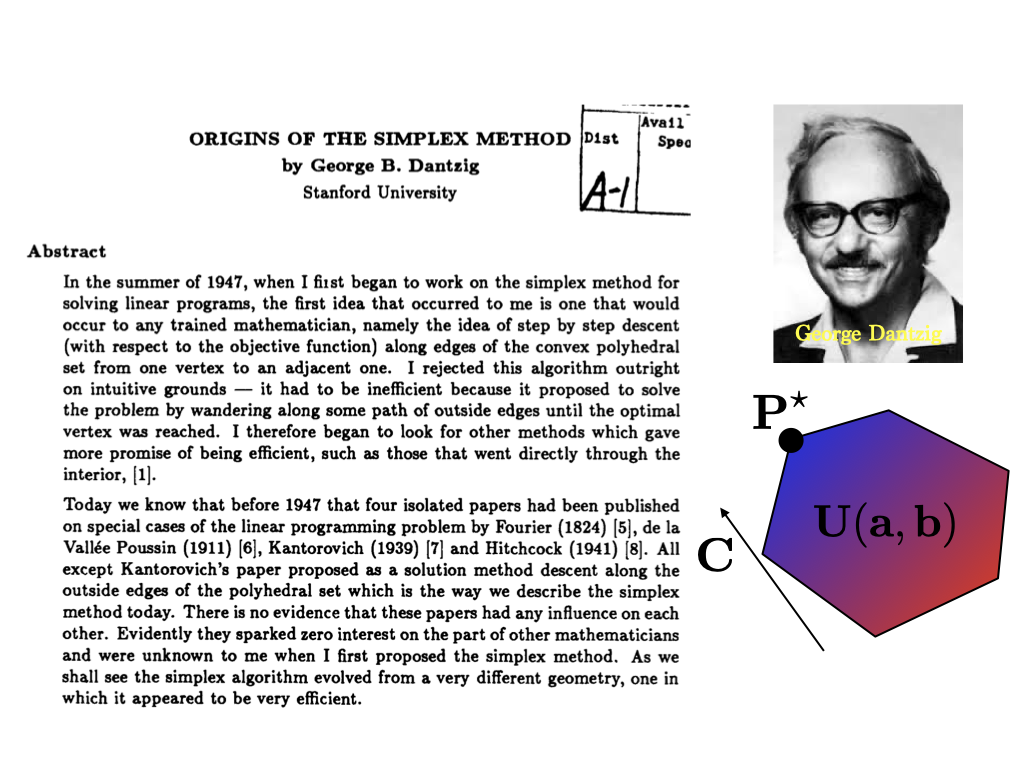 ORIGINS OF THE SIMPLEX METHOD
by George B. Dantzig
Stanford University
Dist
Avail
Spec
A-1
Abstract
In the summer of 1947, when I first began to work on the simplex method for
solving linear programs, the first idea that occurred to me is one that would
occur to any trained mathematician, namely the idea of step by step descent
(with respect to the objective function) along edges of the convex polyhedral
set from one vertex to an adjacent one. I rejected this algorithm outright
on intuitive grounds — it had to be inefficient because it proposed to solve
the problem by wandering along some path of outside edges until the optimal
vertex was reached. I therefore began to look for other methods which gave
more promise of being efficient, such as those that went directly through the
interior, [1].
Today we know that before 1947 that four isolated papers had been published
on special cases of the linear programming problem by Fourier (1824) [5], de la
Vallée Poussin (1911) [6], Kantorovich (1939) [7] and Hitchcock (1941) [8]. All
except Kantorovich's paper proposed as a solution method descent along the
outside edges of the polyhedral set which is the way we describe the simplex
method today. There is no evidence that these papers had any influence on each
other. Evidently they sparked zero interest on the part of other mathematicians
and were unknown to me when I first proposed the simplex method. As we
shall see the simplex algorithm evolved from a very different geometry, one in
which it appeared to be very efficient.
George Dantzig
P⋆
U(a, b)
C